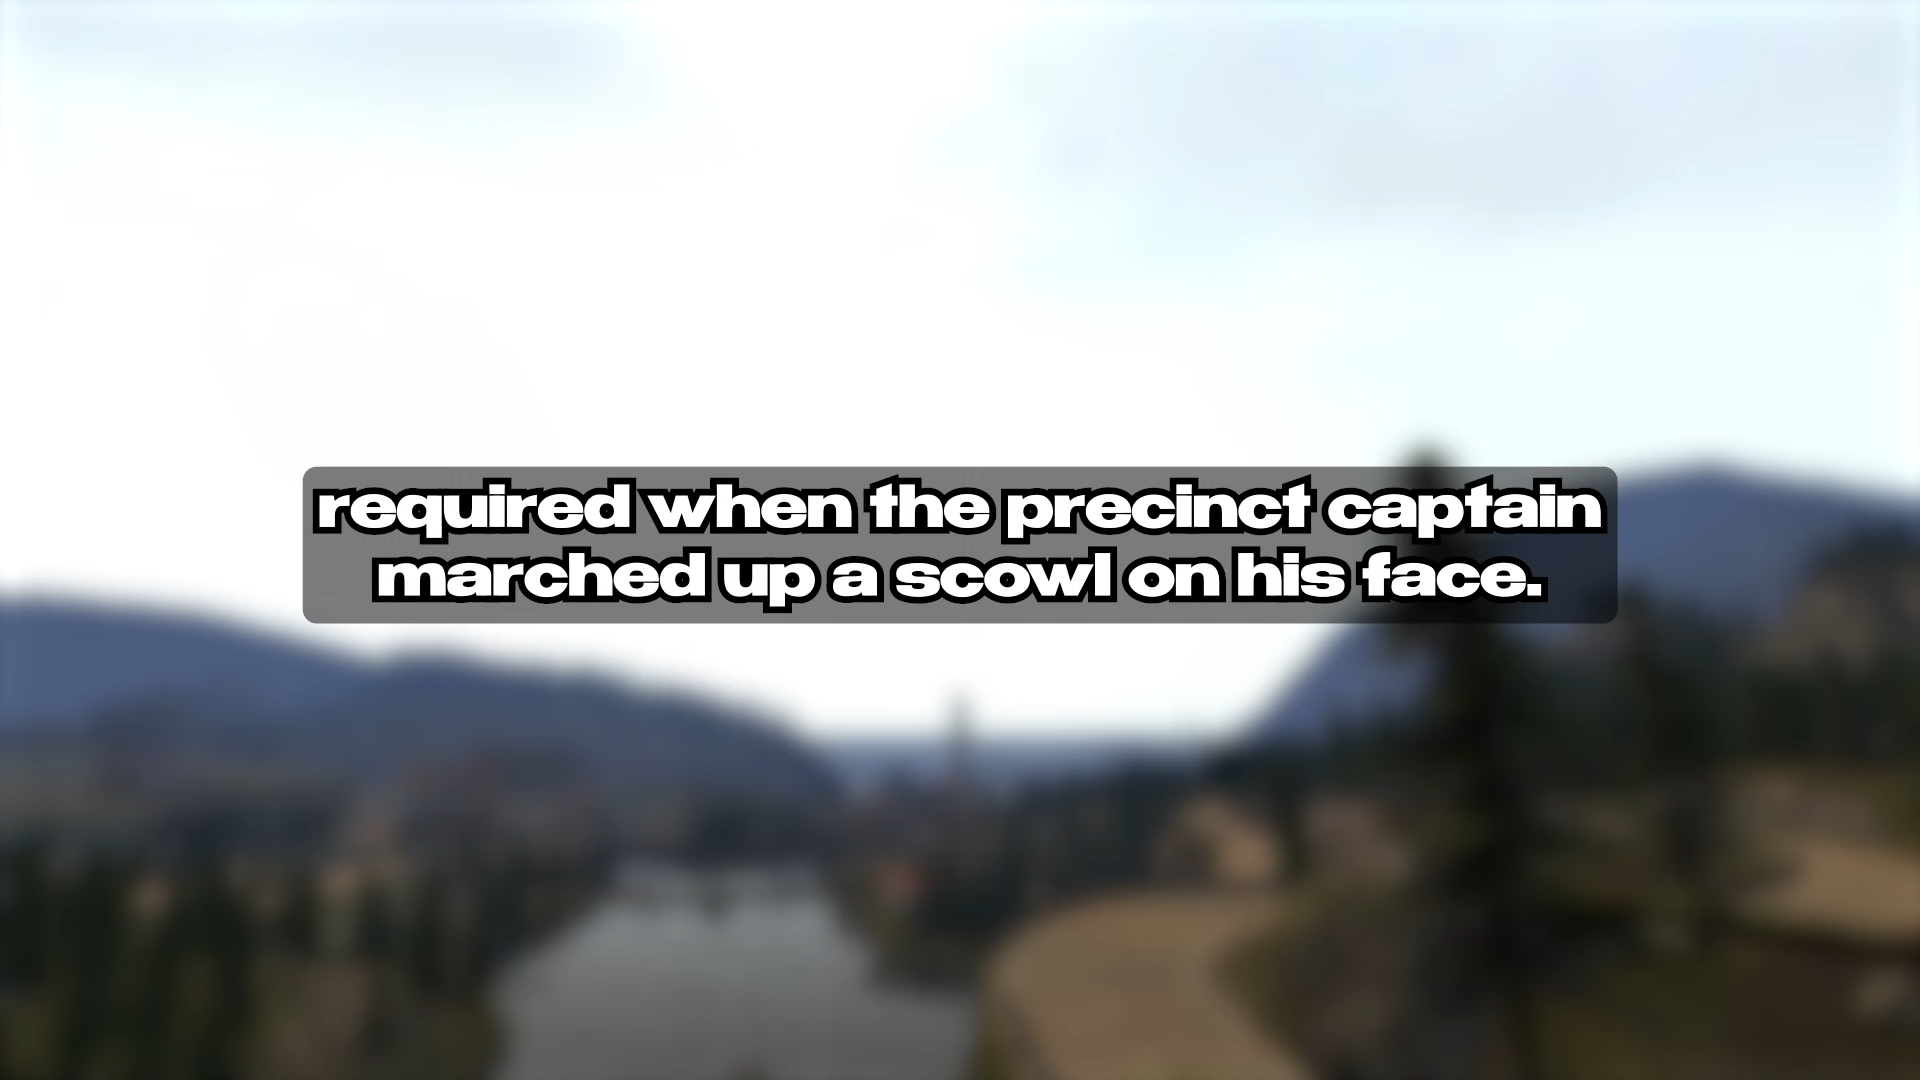 required when the precinct captain
marched up a scowl on his face.